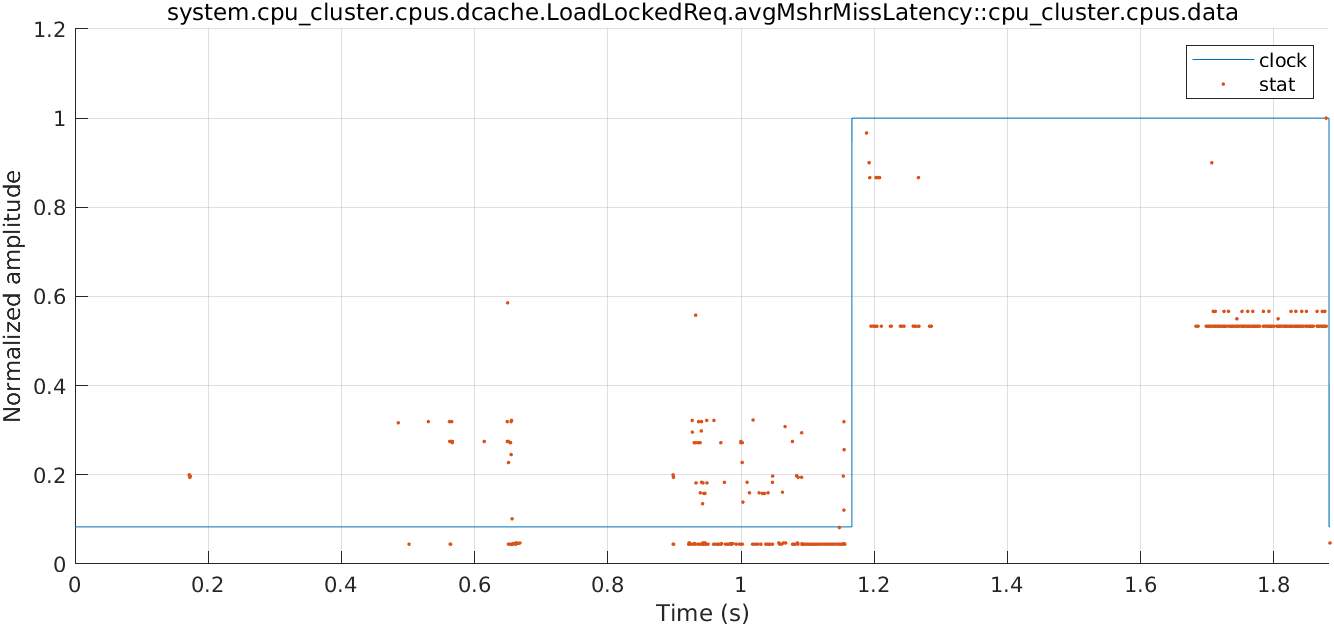 system.cpu_cluster.cpus.dcache.LoadLockedReq.avgMshrMissLatency::cpu_cluster.cpus.data
1.2
1
0.8
0.6
0.4
0.2
0
Normalized amplitude
clock
stat
0 0.2 0.4 0.6 0.8 1 1.2 1.4 1.6 1.8
Time (s)